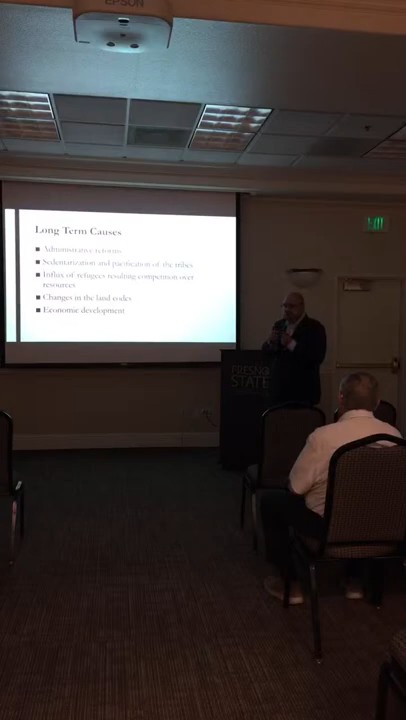 EPSON
Long Term Causes
■ Administrative reforms
■ Sedentarization and pacification of the tribes
■ Influx of refugees resulting competition over
resources
■ Changes in the land codes
■ Economic development
EXIT
FRESNO
STATE